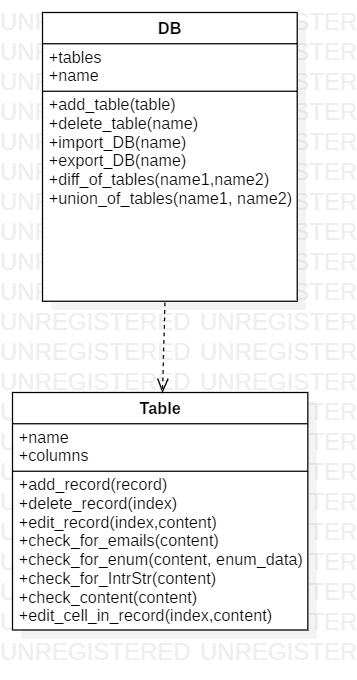 DB
+tables
+name
+add_table(table)
+delete_table(name)
+import_DB(name)
+export_DB(name)
+diff_of_tables(name1,name2)
+union_of_tables(name1, name2)
UNREGISTERED UNREGISTERED
UNREGISTERED UNREGISTERED
UNREGISTERED UNREGISTERED
Table
+name
+columns
+add_record(record)
+delete_record(index)
+edit_record(index,content)
+check_for_emails(content)
+check_for_enum(content, enum_data)
+check_for_IntrStr(content)
+check_content(content)
+edit_cell_in_record(index,content)
UNREGISTERED UNREGISTERED